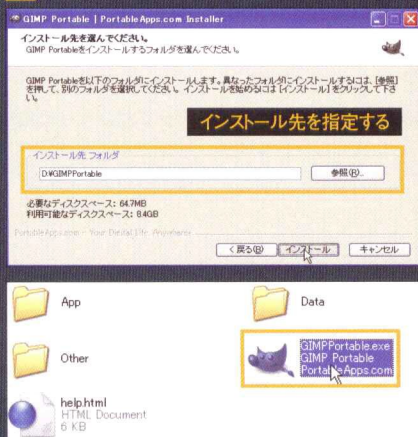 GIMP Portable | PortableApps.com Installer
インストール先を選んでください。
GIMP Portableをインストールするフォルダを選んでください。
GIMP Portableを以下のフォルダにインストールします。異なったフォルダにインストールするには、[参照]
を押して、別のフォルダを選択してください。インストールを始めるには [インストール] をクリックして下さ
い。
インストール先を指定する
インストール先 フォルダ
D:¥GIMPPortable
参照(R)...
必要なディスクスペース: 64.7MB
利用可能なディスクスペース: 8.4GB
PortableApps.com - Your Digital Life, Anywhere
< 戻る(B)
インストール
キャンセル
App
Data
Other
GIMPPortable.exe
GIMP Portable
PortableApps.com
help.html
HTML Document
6 KB